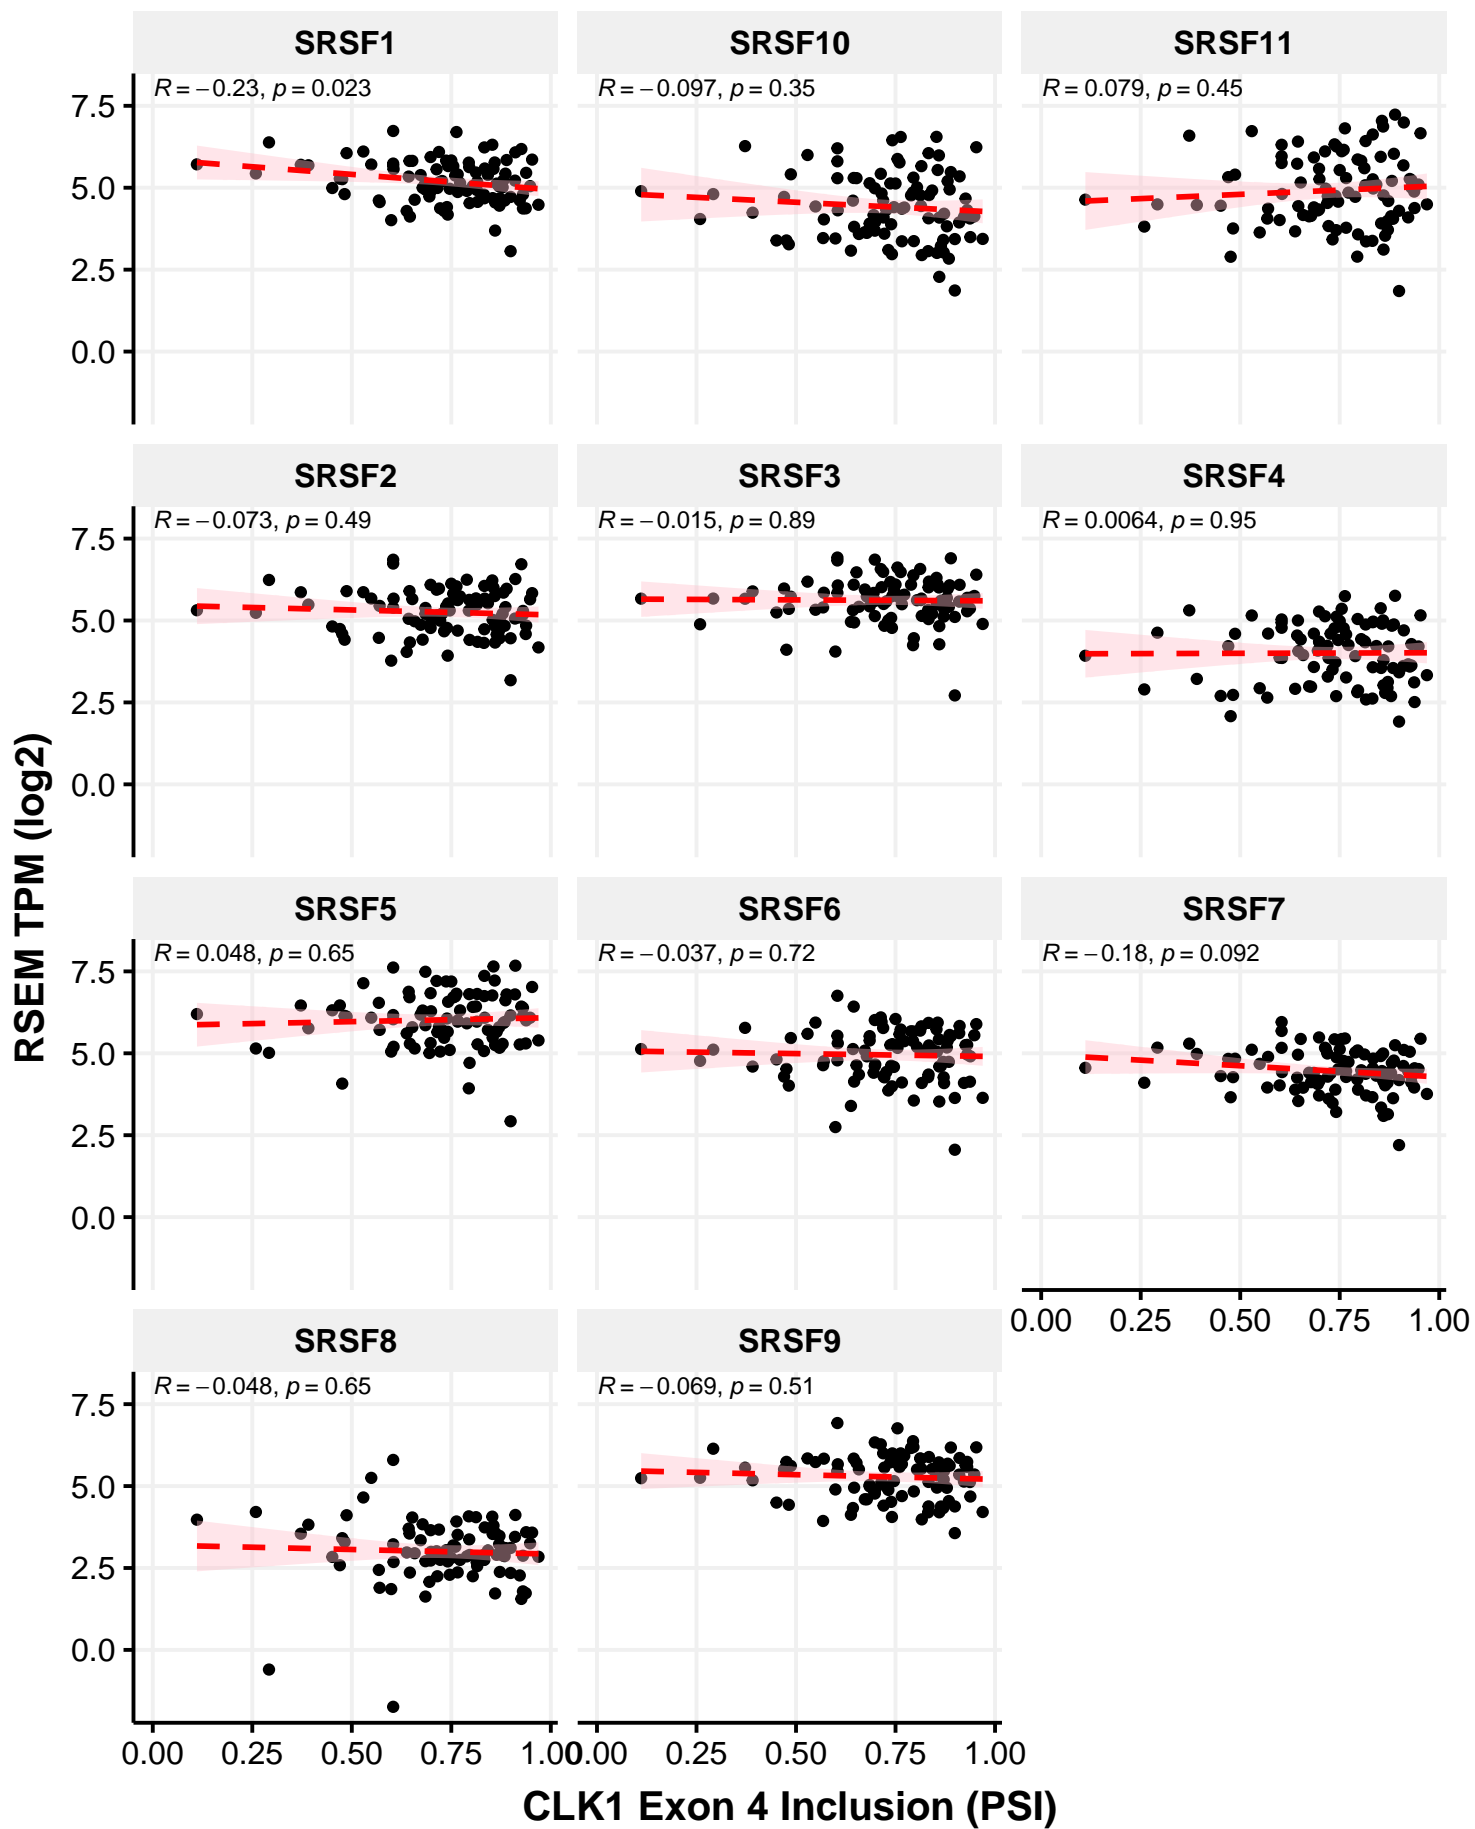 SRSF1
SRSF10
SRSF11
R = −0.23, p = 0.023
R = −0.097, p = 0.35
R = 0.079, p = 0.45
7.5
5.0
2.5
0.0
SRSF2
SRSF3
SRSF4
R = −0.073, p = 0.49
R = −0.015, p = 0.89
R = 0.0064, p = 0.95
7.5
5.0
2.5
0.0
RSEM TPM (log2)
SRSF5
SRSF6
SRSF7
R = 0.048, p = 0.65
R = −0.037, p = 0.72
R = −0.18, p = 0.092
7.5
5.0
2.5
0.0
0.00 0.25 0.50 0.75 1.00
SRSF8
SRSF9
R = −0.048, p = 0.65
R = −0.069, p = 0.51
7.5
5.0
2.5
0.0
0.00 0.25 0.50 0.75 1.00
0.00 0.25 0.50 0.75 1.00
CLK1 Exon 4 Inclusion (PSI)